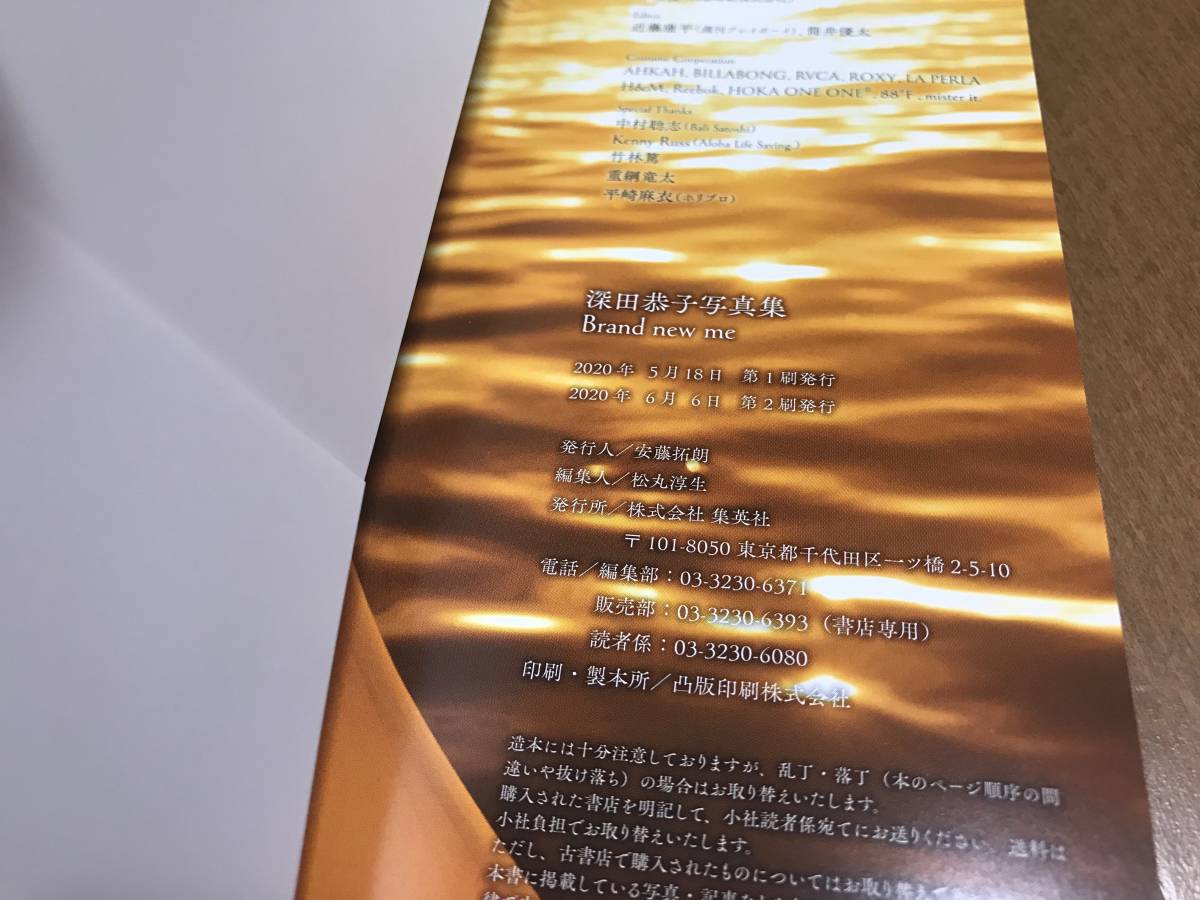 Editor
近藤隆平（週刊プレイボーイ）、筒井優太
Costume Cooperation
AHKAH, BILLABONG, RVCA, ROXY, LA PERLA
H&M, Reebok, HOKA ONE ONE®, 88°F, mister it.
Special Thanks
中村聡志（Bali Satoshi）
Kenny Russ（Aloha Life Saving）
竹林篤
重綱竜太
平崎麻衣（ホリプロ）
深田恭子写真集
Brand new me
2020年 5月18日 第1刷発行
2020年 6月 6日 第2刷発行
発行人／安藤拓朗
編集人／松丸淳生
発行所／株式会社 集英社
〒101-8050 東京都千代田区一ツ橋2-5-10
電話／編集部：03-3230-6371
販売部：03-3230-6393（書店専用）
読者係：03-3230-6080
印刷・製本所／凸版印刷株式会社
造本には十分注意しておりますが、乱丁・落丁（本のページ順序の間
違いや抜け落ち）の場合はお取り替えいたします。
購入された書店を明記して、小社読者係宛てにお送りください。送料は
小社負担でお取り替えいたします。
ただし、古書店で購入されたものについてはお取り替えで
本書に掲載している写真・記事